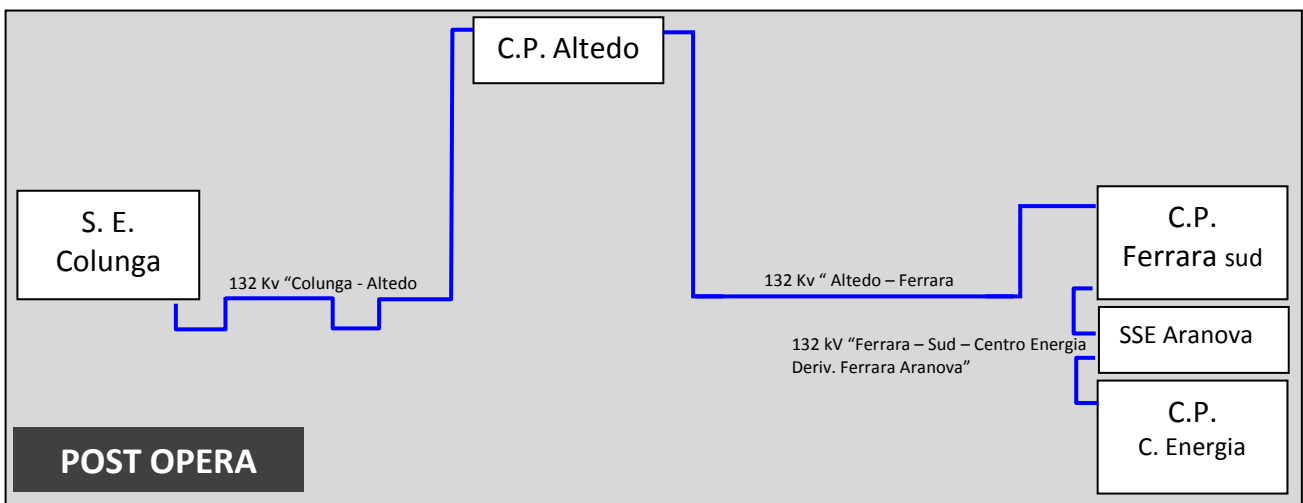 C.P. Altedo
S. E.
Colunga
132 Kv “Colunga - Altedo
132 Kv “ Altedo – Ferrara
C.P.
Ferrara sud
132 kV “Ferrara – Sud – Centro Energia
Deriv. Ferrara Aranova”
SSE Aranova
C.P.
C. Energia
POST OPERA